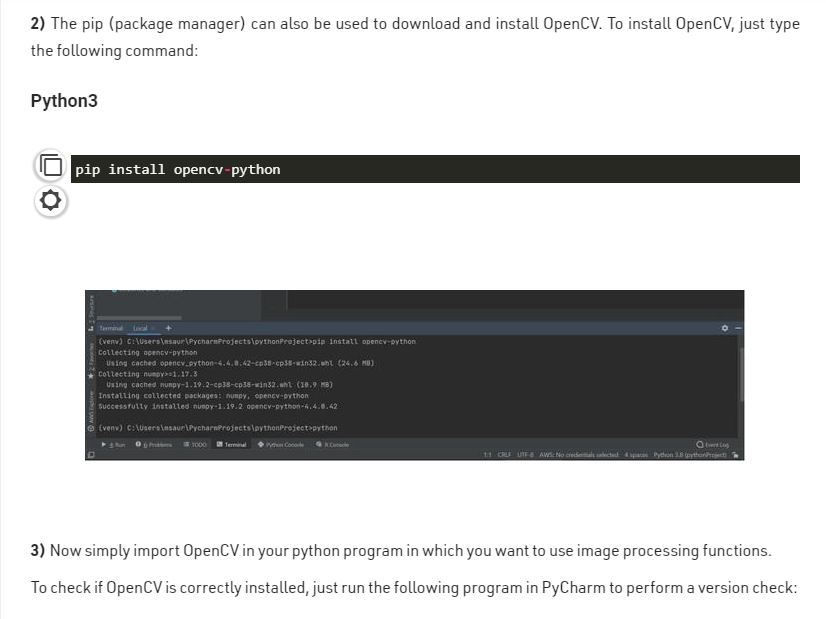 2) The pip (package manager) can also be used to download and install OpenCV. To install OpenCV, just type
the following command:
Python3
pip install opencv-python
Terminal Local +
(venv) C:\Users\msaur\PycharmProjects\pythonProject>pip install opencv-python
Collecting opencv-python
Using cached opencv_python-4.4.0.42-cp38-cp38-win32.whl (24.6 MB)
Collecting numpy>=1.17.3
Using cached numpy-1.19.2-cp38-cp38-win32.whl (10.9 MB)
Installing collected packages: numpy, opencv-python
Successfully installed numpy-1.19.2 opencv-python-4.4.0.42
(venv) C:\Users\msaur\PycharmProjects\pythonProject>python
Z: Structure
2: Favorites
AWS Explorer
4: Run 6: Problems TODO Terminal Python Console R Console Event Log
1:1 CRLF UTF-8 AWS: No credentials selected 4 spaces Python 3.8 (pythonProject)
3) Now simply import OpenCV in your python program in which you want to use image processing functions.
To check if OpenCV is correctly installed, just run the following program in PyCharm to perform a version check: